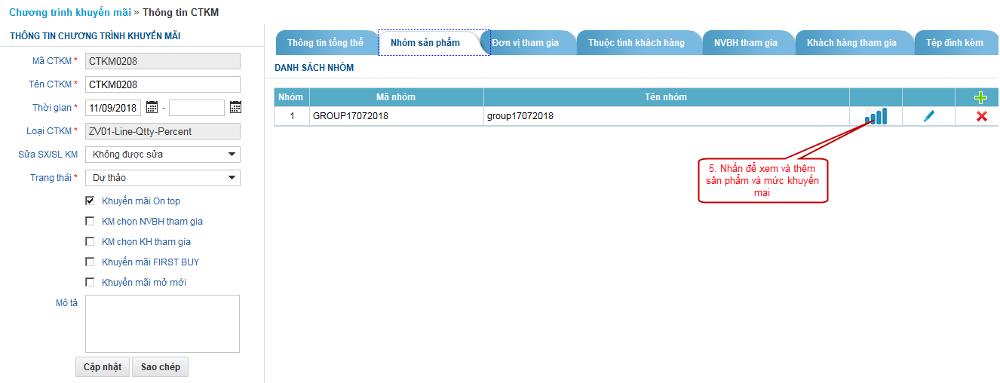 Chương trình khuyến mãi » Thông tin CTKM
THÔNG TIN CHƯƠNG TRÌNH KHUYẾN MÃI
Mã CTKM * CTKM0208
Tên CTKM * CTKM0208
Thời gian * 11/09/2018 -
Loại CTKM * ZV01-Line-Qtty-Percent
Sửa SX/SL KM Không được sửa
Trạng thái * Dự thảo
Khuyến mãi On top
KM chọn NVBH tham gia
KM chọn KH tham gia
Khuyến mãi FIRST BUY
Khuyến mãi mở mới
Mô tả
Cập nhật Sao chép
Thông tin tổng thể Nhóm sản phẩm Đơn vị tham gia Thuộc tính khách hàng NVBH tham gia Khách hàng tham gia Tệp đính kèm
DANH SÁCH NHÓM
Nhóm Mã nhóm Tên nhóm
1 GROUP17072018 group17072018
5. Nhấn để xem và thêm
sản phẩm và mức khuyến
mại